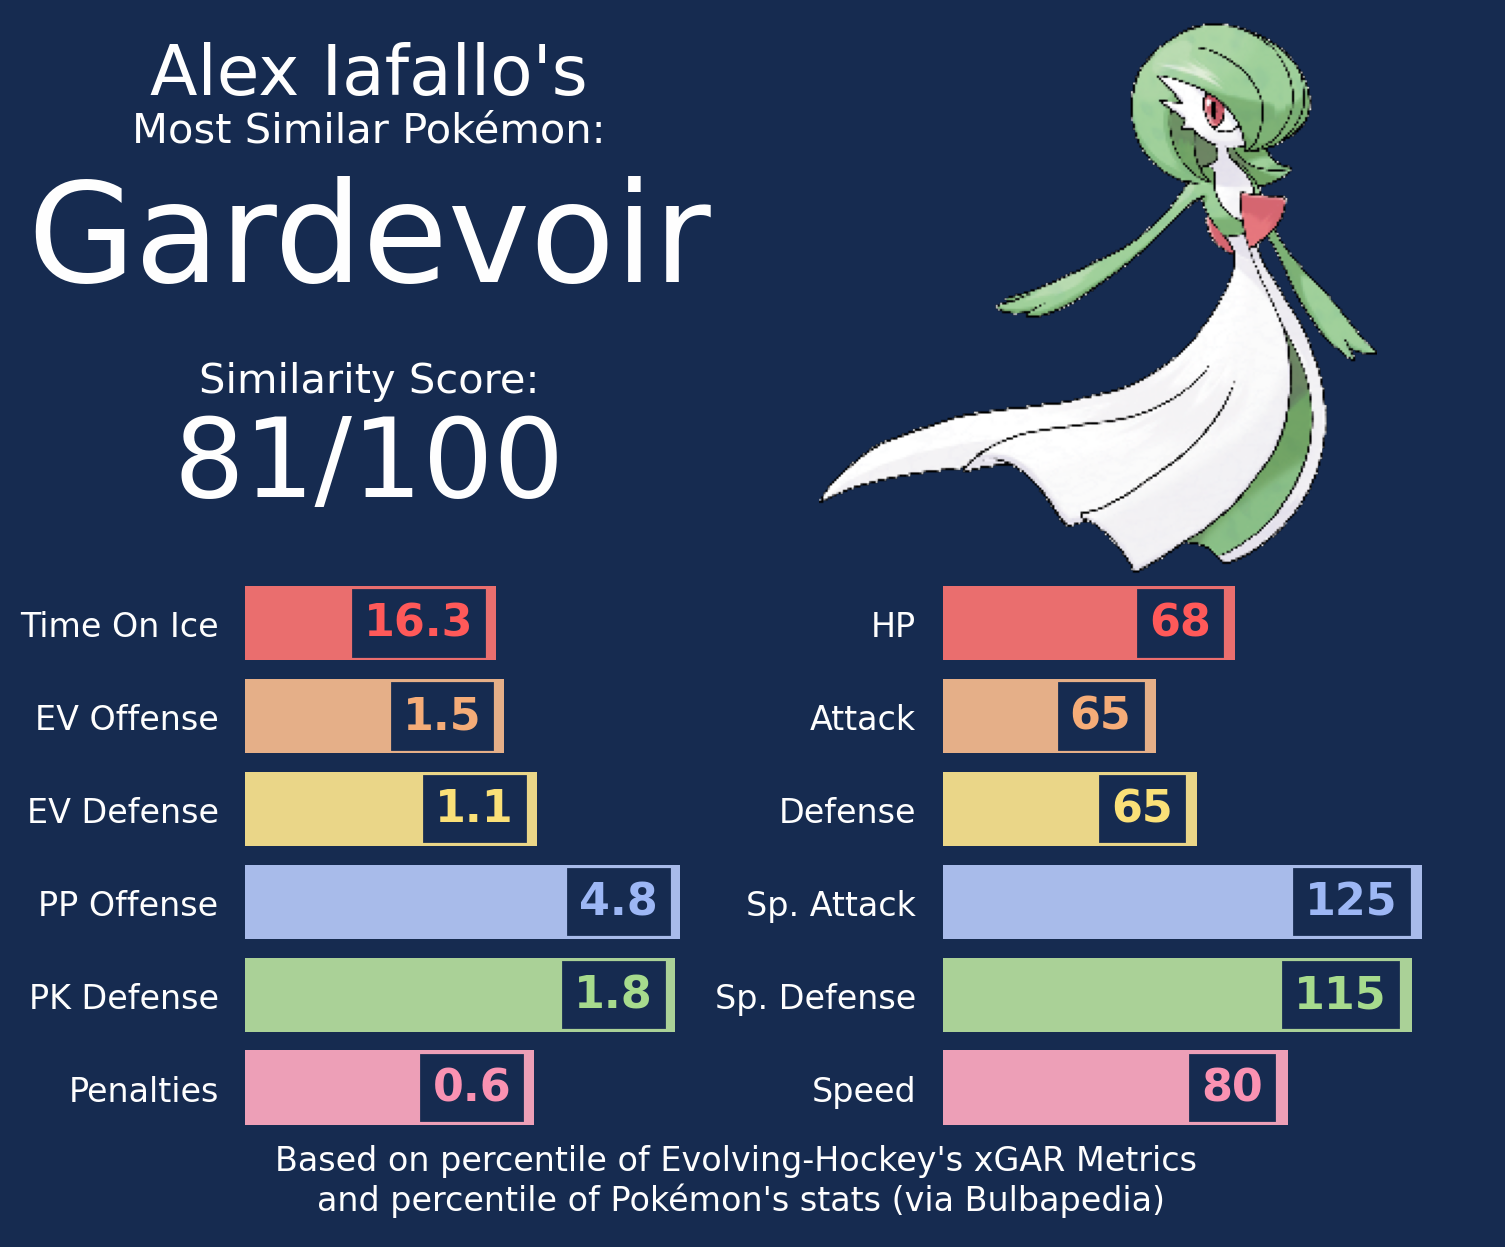 Alex Iafallo's
Most Similar Pokémon:
Gardevoir
Similarity Score:
81/100
Time On Ice 16.3
EV Offense 1.5
EV Defense 1.1
PP Offense 4.8
PK Defense 1.8
Penalties 0.6
HP 68
Attack 65
Defense 65
Sp. Attack 125
Sp. Defense 115
Speed 80
Based on percentile of Evolving-Hockey's xGAR Metrics
and percentile of Pokémon's stats (via Bulbapedia)